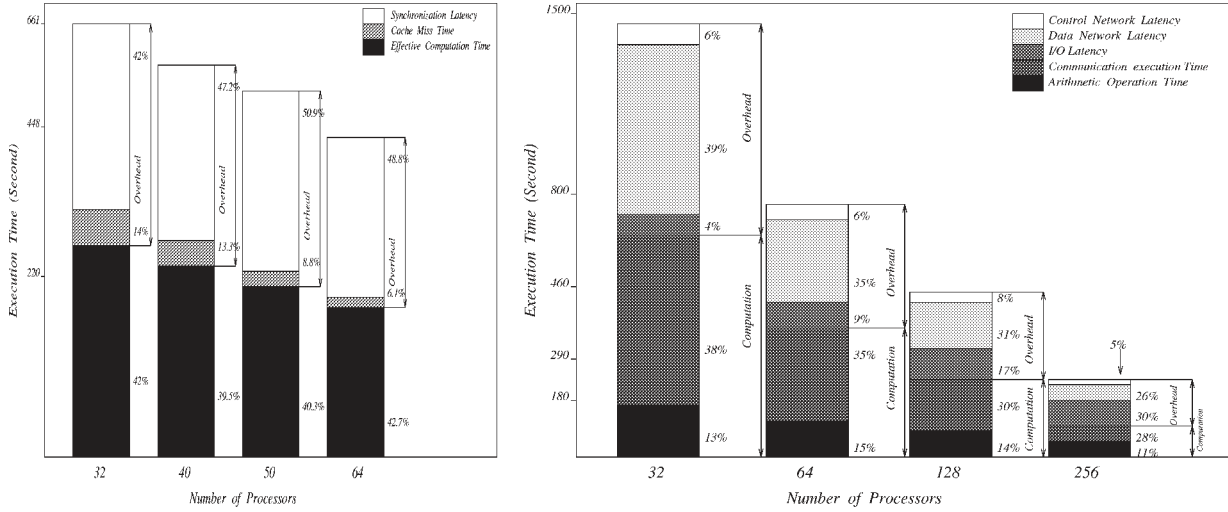 661
448
220
Execution Time (Second)
Synchronization Latency
Cache Miss Time
Effective Computation Time
42%
14%
42%
Overhead
47.2%
13.3%
39.5%
Overhead
50.9%
8.8%
40.3%
Overhead
48.8%
6.1%
42.7%
Overhead
32 40 50 64
Number of Processors
1500
800
460
290
180
Execution Time (Second)
Control Network Latency
Data Network Latency
I/O Latency
Communication execution Time
Arithmetic Operation Time
6%
39%
4%
38%
13%
Overhead
Computation
6%
35%
9%
35%
15%
Overhead
Computation
8%
31%
17%
30%
14%
Overhead
Computation
5%
26%
30%
28%
11%
Overhead
Computation
32 64 128 256
Number of Processors